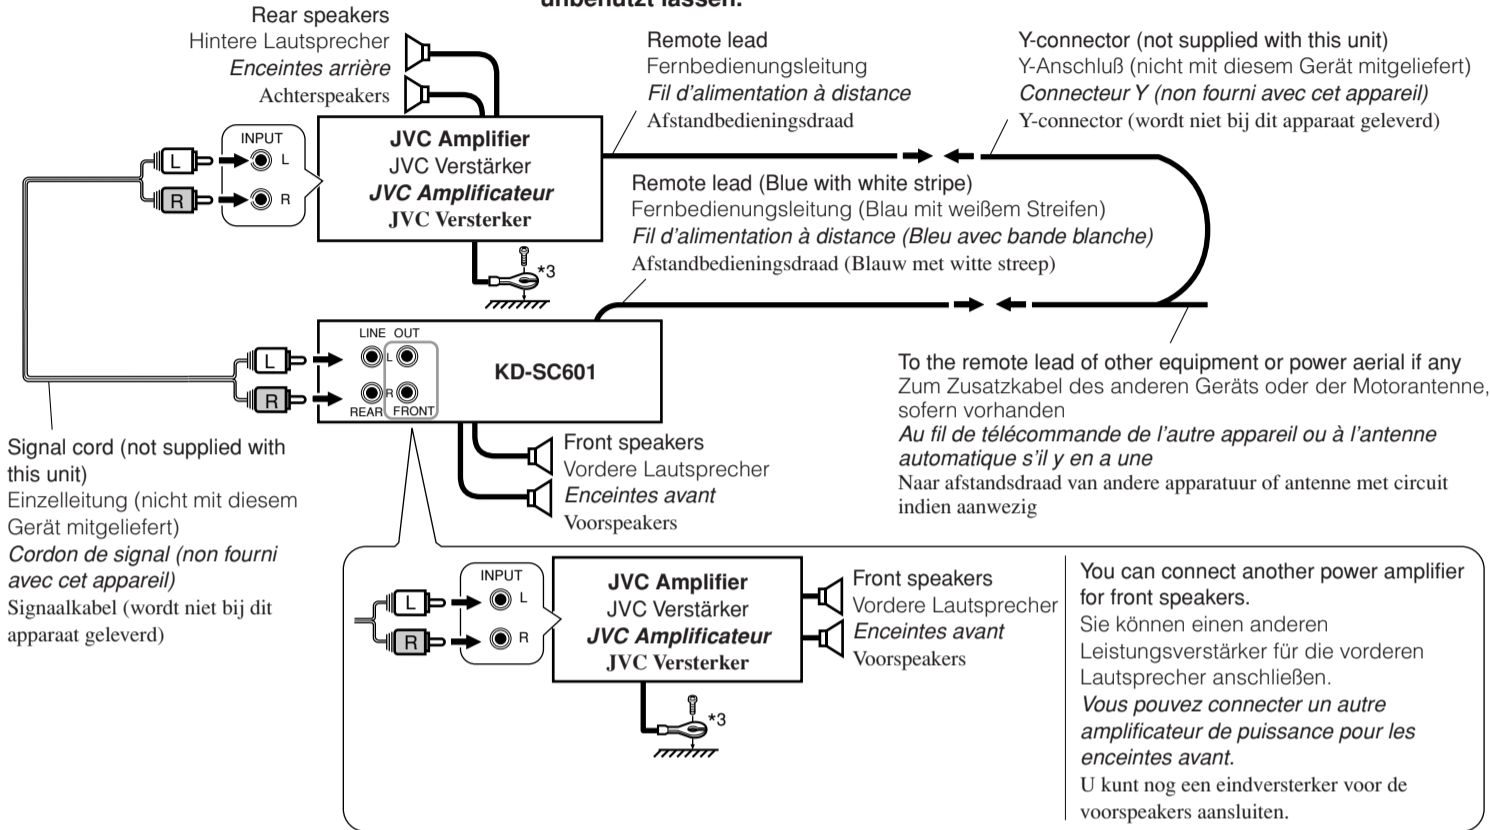 unbenutzt lassen.
Rear speakers
Hintere Lautsprecher
Enceintes arrière
Achterspeakers
Remote lead
Fernbedienungsleitung
Fil d'alimentation à distance
Afstandbedieningsdraad
Y-connector (not supplied with this unit)
Y-Anschluß (nicht mit diesem Gerät mitgeliefert)
Connecteur Y (non fourni avec cet appareil)
Y-connector (wordt niet bij dit apparaat geleverd)
L
R
INPUT
L
R
JVC Amplifier
JVC Verstärker
JVC Amplificateur
JVC Versterker
*3
Remote lead (Blue with white stripe)
Fernbedienungsleitung (Blau mit weißem Streifen)
Fil d'alimentation à distance (Bleu avec bande blanche)
Afstandbedieningsdraad (Blauw met witte streep)
L
R
LINE OUT
L
R
REAR FRONT
KD-SC601
To the remote lead of other equipment or power aerial if any
Zum Zusatzkabel des anderen Geräts oder der Motorantenne,
sofern vorhanden
Au fil de télécommande de l'autre appareil ou à l'antenne
automatique s'il y en a une
Naar afstandsdraad van andere apparatuur of antenne met circuit
indien aanwezig
Signal cord (not supplied with
this unit)
Einzelleitung (nicht mit diesem
Gerät mitgeliefert)
Cordon de signal (non fourni
avec cet appareil)
Signaalkabel (wordt niet bij dit
apparaat geleverd)
Front speakers
Vordere Lautsprecher
Enceintes avant
Voorspeakers
L
R
INPUT
L
R
JVC Amplifier
JVC Verstärker
JVC Amplificateur
JVC Versterker
*3
Front speakers
Vordere Lautsprecher
Enceintes avant
Voorspeakers
You can connect another power amplifier
for front speakers.
Sie können einen anderen
Leistungsverstärker für die vorderen
Lautsprecher anschließen.
Vous pouvez connecter un autre
amplificateur de puissance pour les
enceintes avant.
U kunt nog een eindversterker voor de
voorspeakers aansluiten.